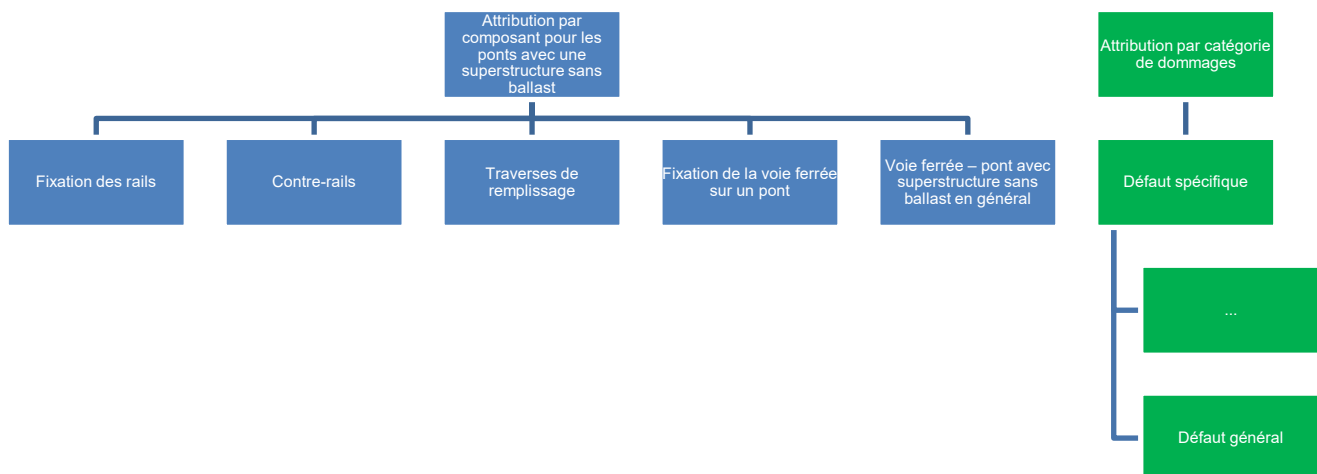 Attribution par
composant pour les
ponts avec une
superstructure sans
ballast
Attribution par catégorie
de dommages
Fixation des rails
Contre-rails
Traverses de
remplissage
Fixation de la voie ferrée
sur un pont
Voie ferrée – pont avec
superstructure sans
ballast en général
Défaut spécifique
...
Défaut général